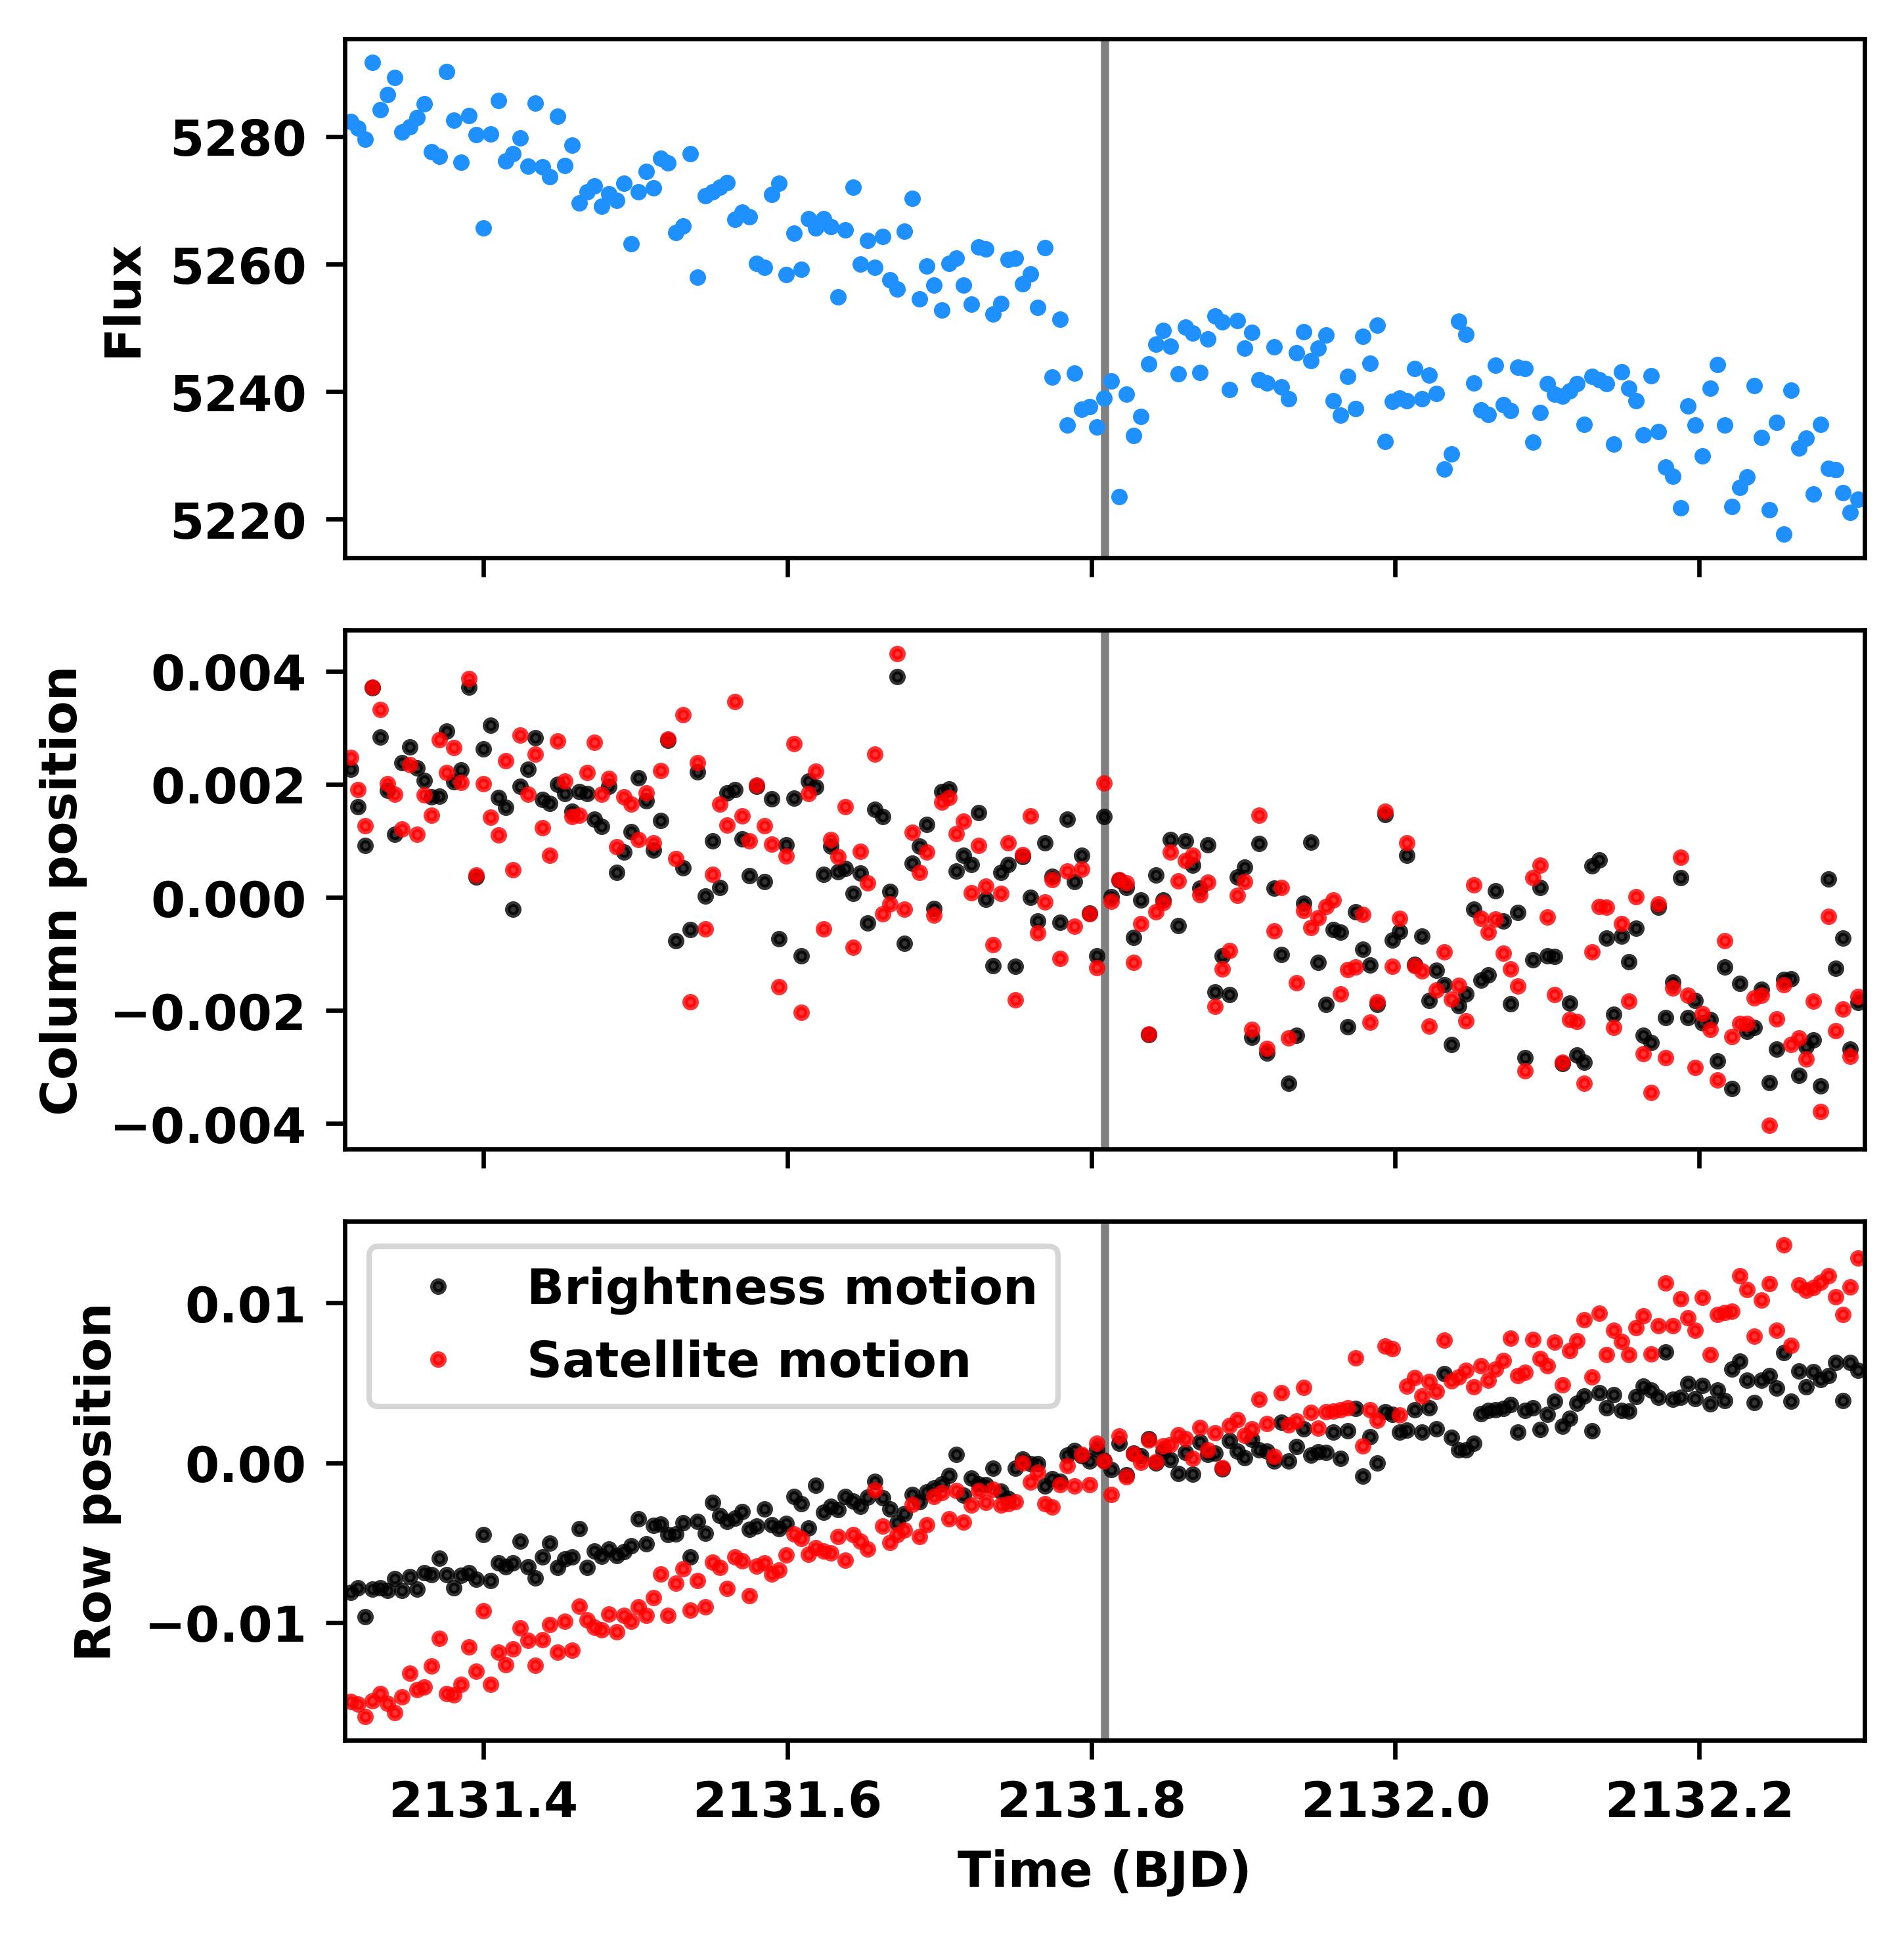 Flux
5280
5260
5240
5220
Column position
0.004
0.002
0.000
−0.002
−0.004
Row position
0.01
0.00
−0.01
Brightness motion
Satellite motion
2131.4 2131.6 2131.8 2132.0 2132.2
Time (BJD)